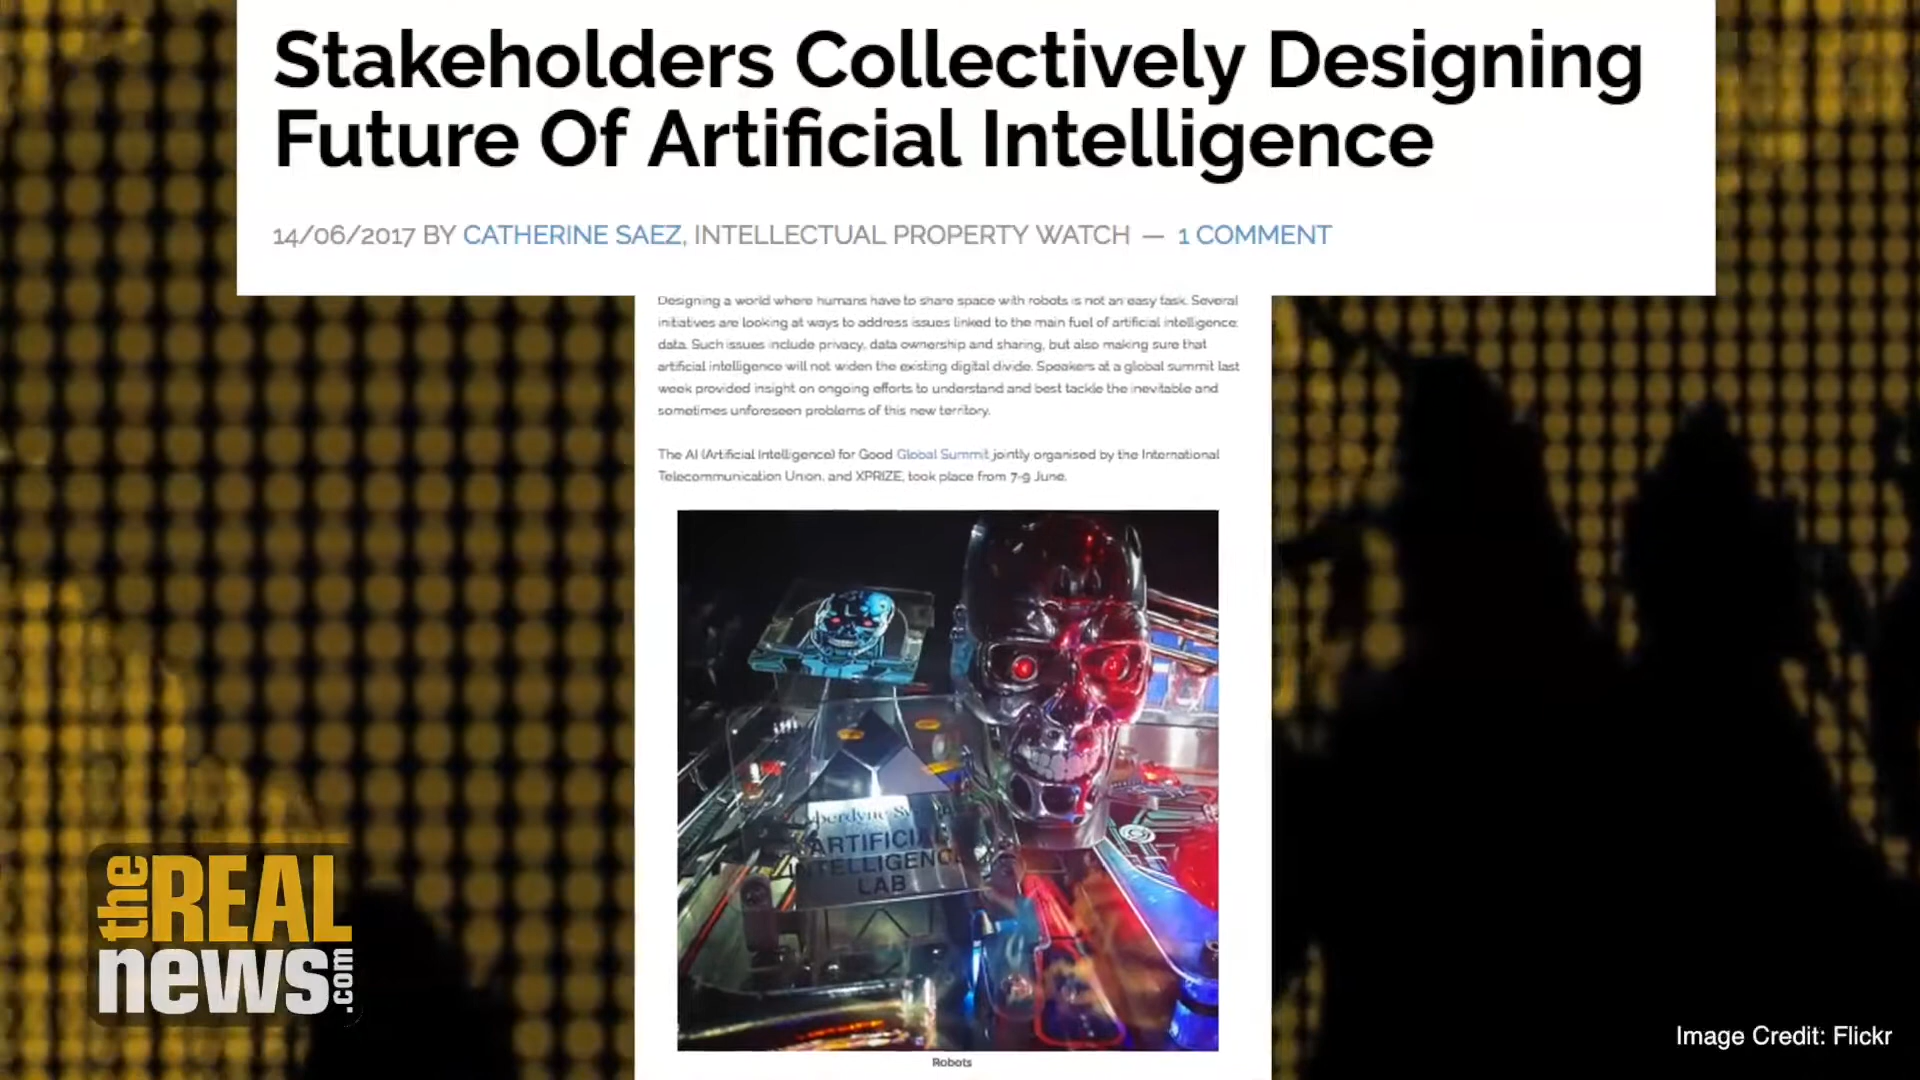 Stakeholders Collectively Designing
Future Of Artificial Intelligence
14/06/2017 BY CATHERINE SAEZ, INTELLECTUAL PROPERTY WATCH — 1 COMMENT
Designing a world where humans have to share space with robots is not an easy task. Several
initiatives are looking at ways to address issues linked to the main fuel of artificial intelligence:
data. Such issues include privacy, data ownership and sharing, but also making sure that
artificial intelligence will not widen the existing digital divide. Speakers at a global summit last
week provided insight on ongoing efforts to understand and best tackle the inevitable and
sometimes unforeseen problems of this new territory.
The AI (Artificial Intelligence) for Good Global Summit jointly organised by the International
Telecommunication Union, and XPRIZE, took place from 7-9 June.
ARTIFICIAL
INTELLIGENCE
LAB
Robots
the REAL
news.com
Image Credit: Flickr